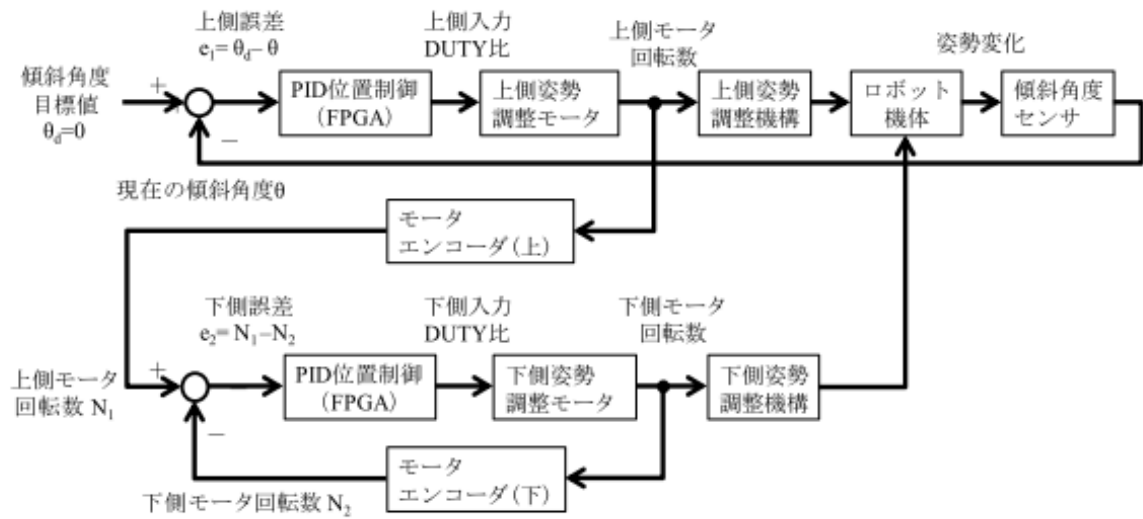 上側誤差
e₁= θd− θ
上側入力
DUTY比
上側モータ
回転数
姿勢変化
傾斜角度
目標値
θd=0
+
+
−
PID位置制御
(FPGA)
上側姿勢
調整モータ
上側姿勢
調整機構
ロボット
機体
傾斜角度
センサ
現在の傾斜角度θ
モータ
エンコーダ(上)
下側誤差
e₂= N₁−N₂
下側入力
DUTY比
下側モータ
回転数
上側モータ
回転数 N₁
+
−
PID位置制御
(FPGA)
下側姿勢
調整モータ
下側姿勢
調整機構
モータ
エンコーダ(下)
下側モータ回転数 N₂